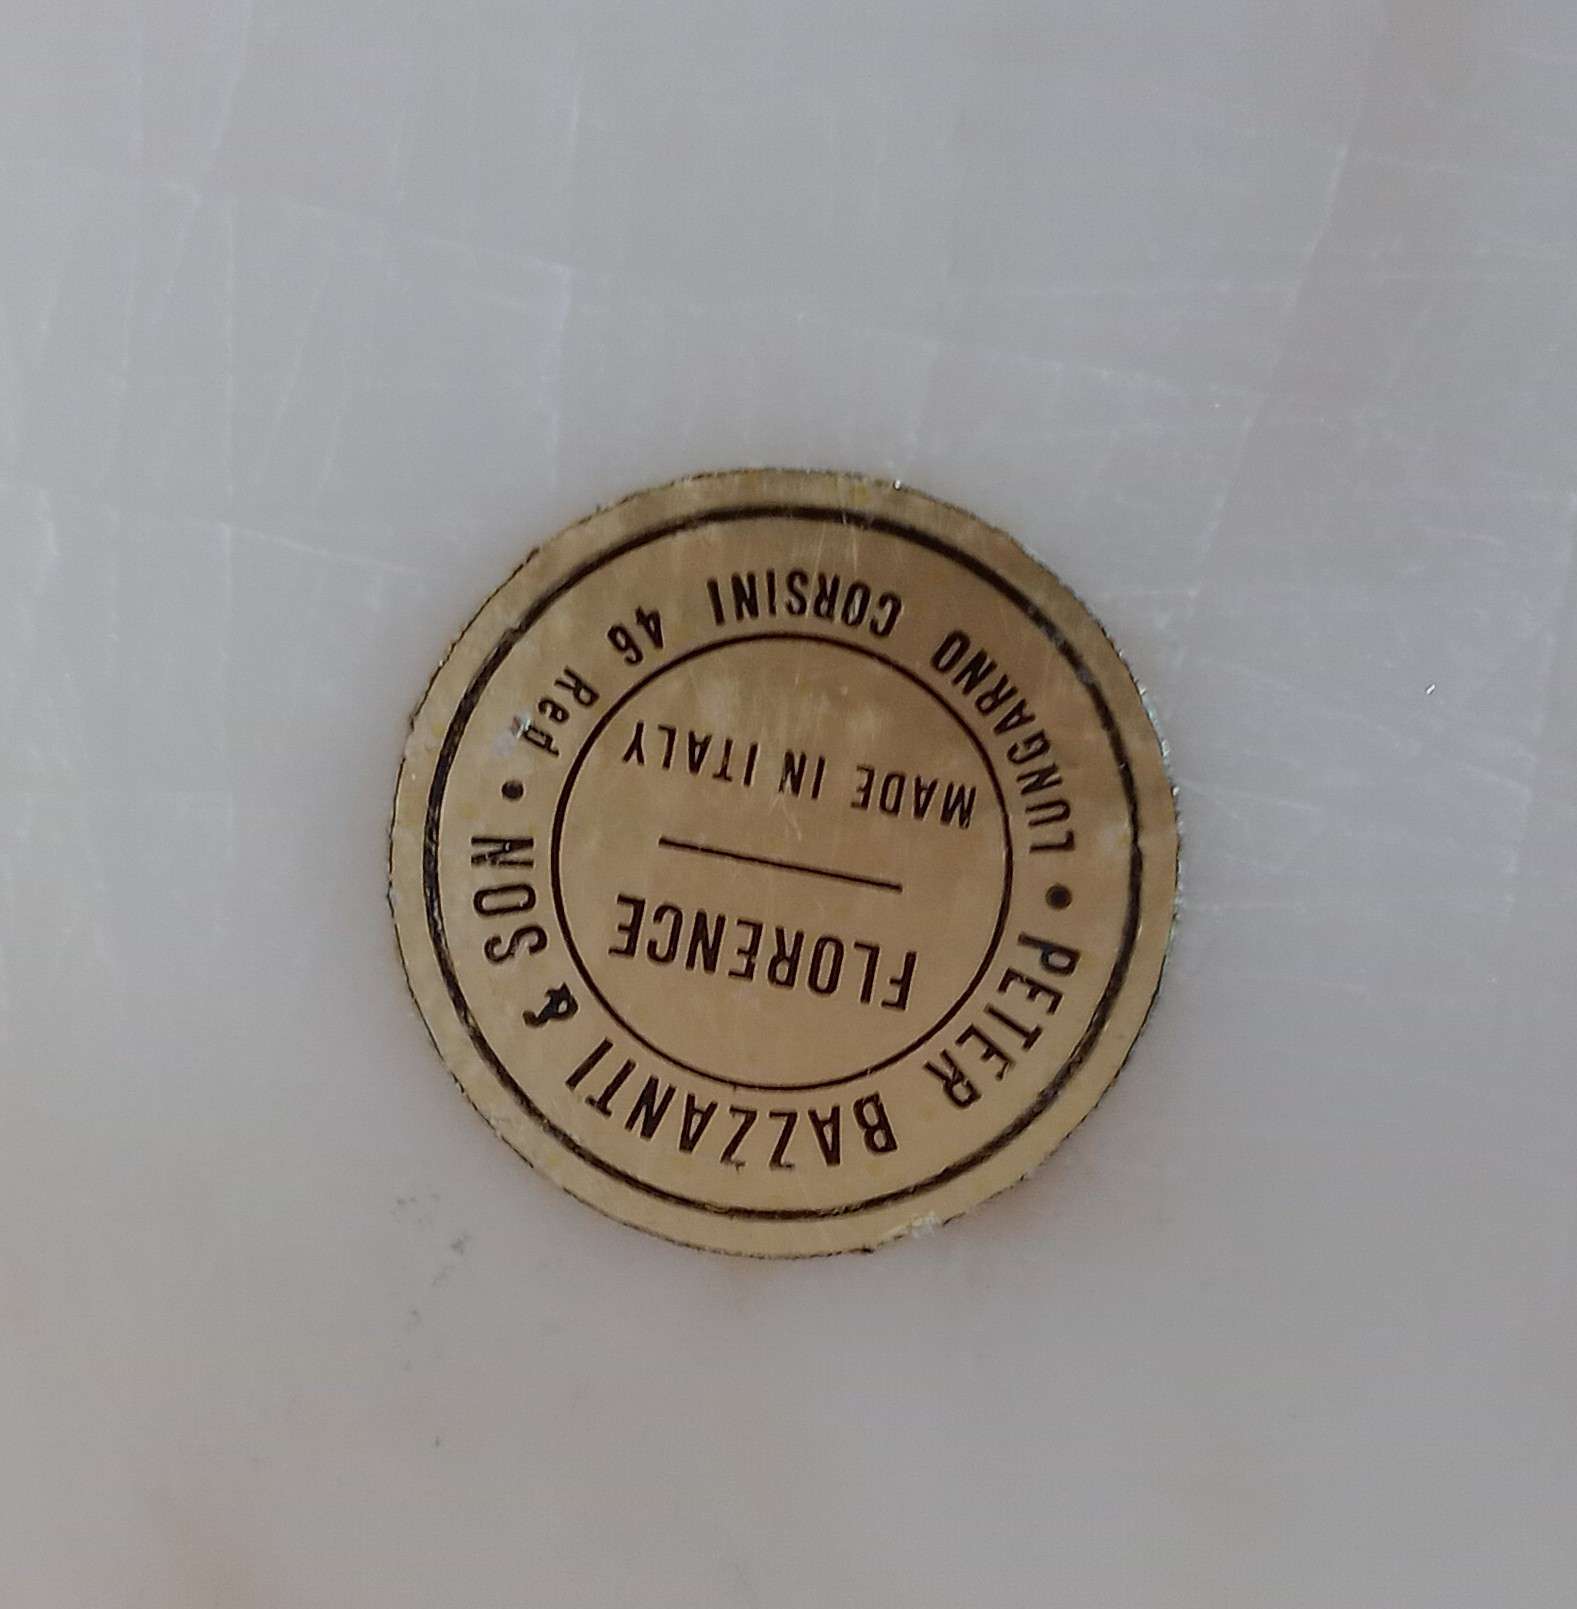 • PETER BAZZANTI & SON •
FLORENCE
MADE IN ITALY
LUNGARNO CORSINI 46 Red